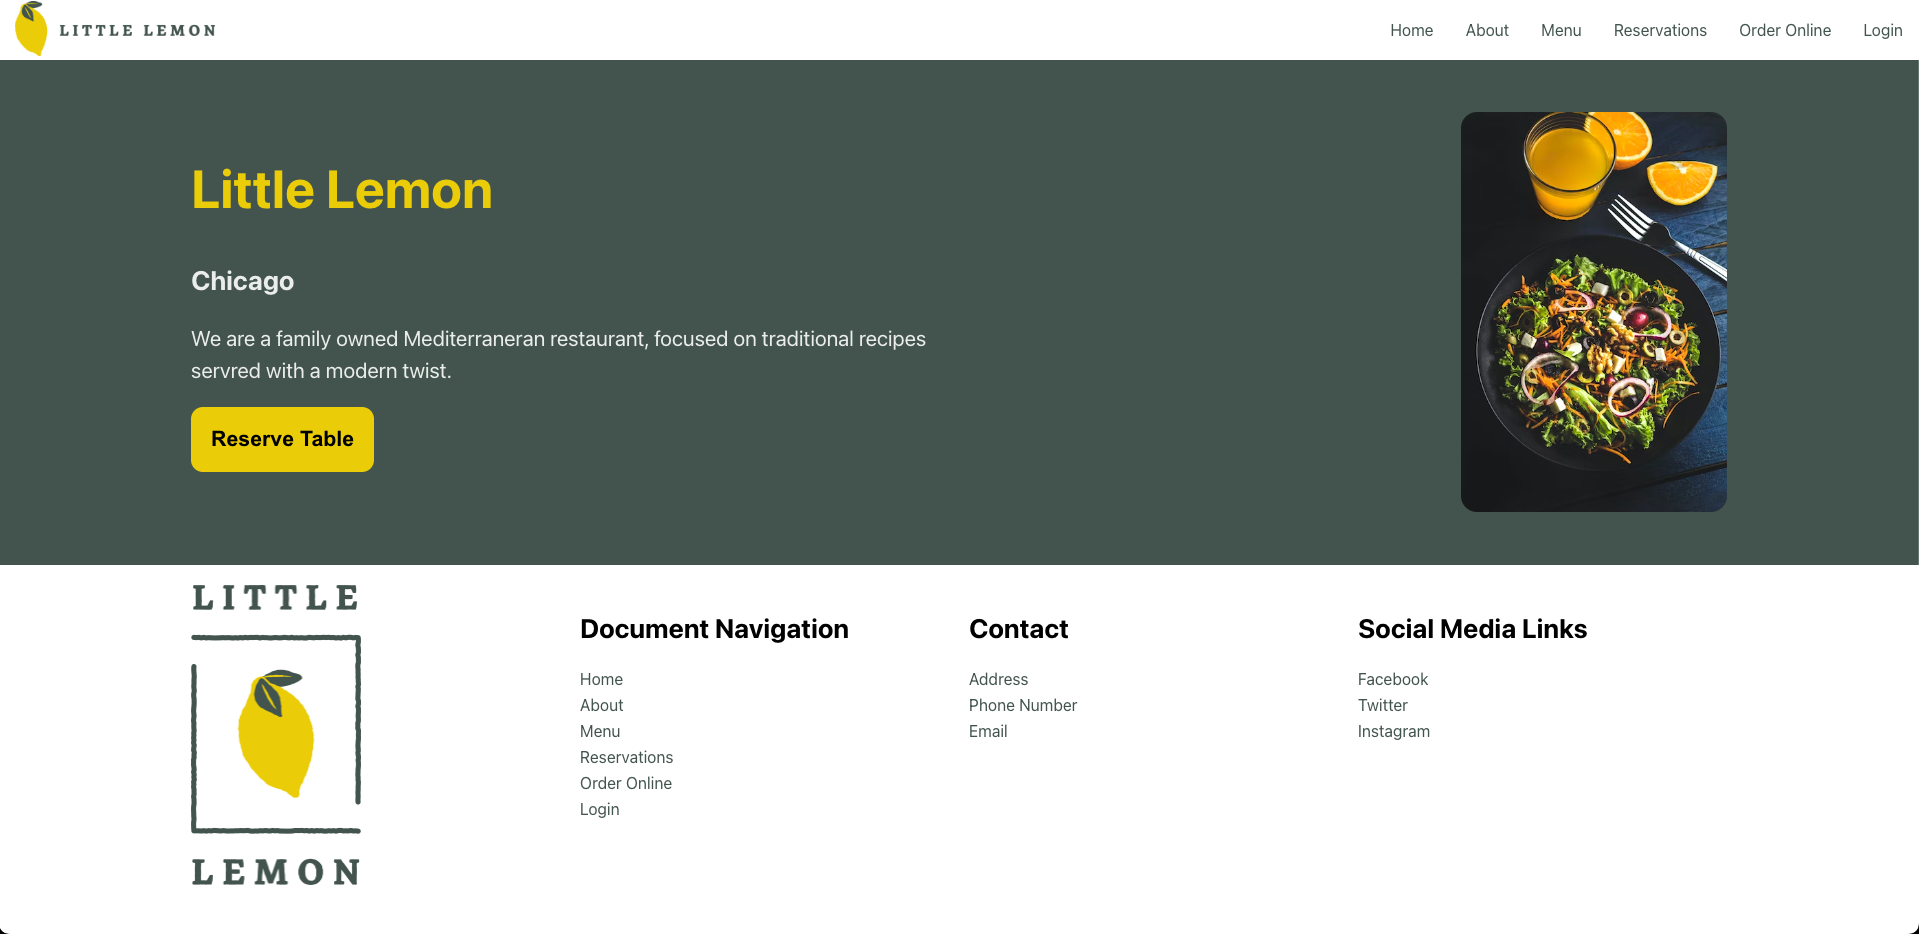 LITTLE LEMON
Home About Menu Reservations Order Online Login
Little Lemon
Chicago
We are a family owned Mediterraneran restaurant, focused on traditional recipes
servred with a modern twist.
Reserve Table
LITTLE
LEMON
Document Navigation
Home
About
Menu
Reservations
Order Online
Login
Contact
Address
Phone Number
Email
Social Media Links
Facebook
Twitter
Instagram